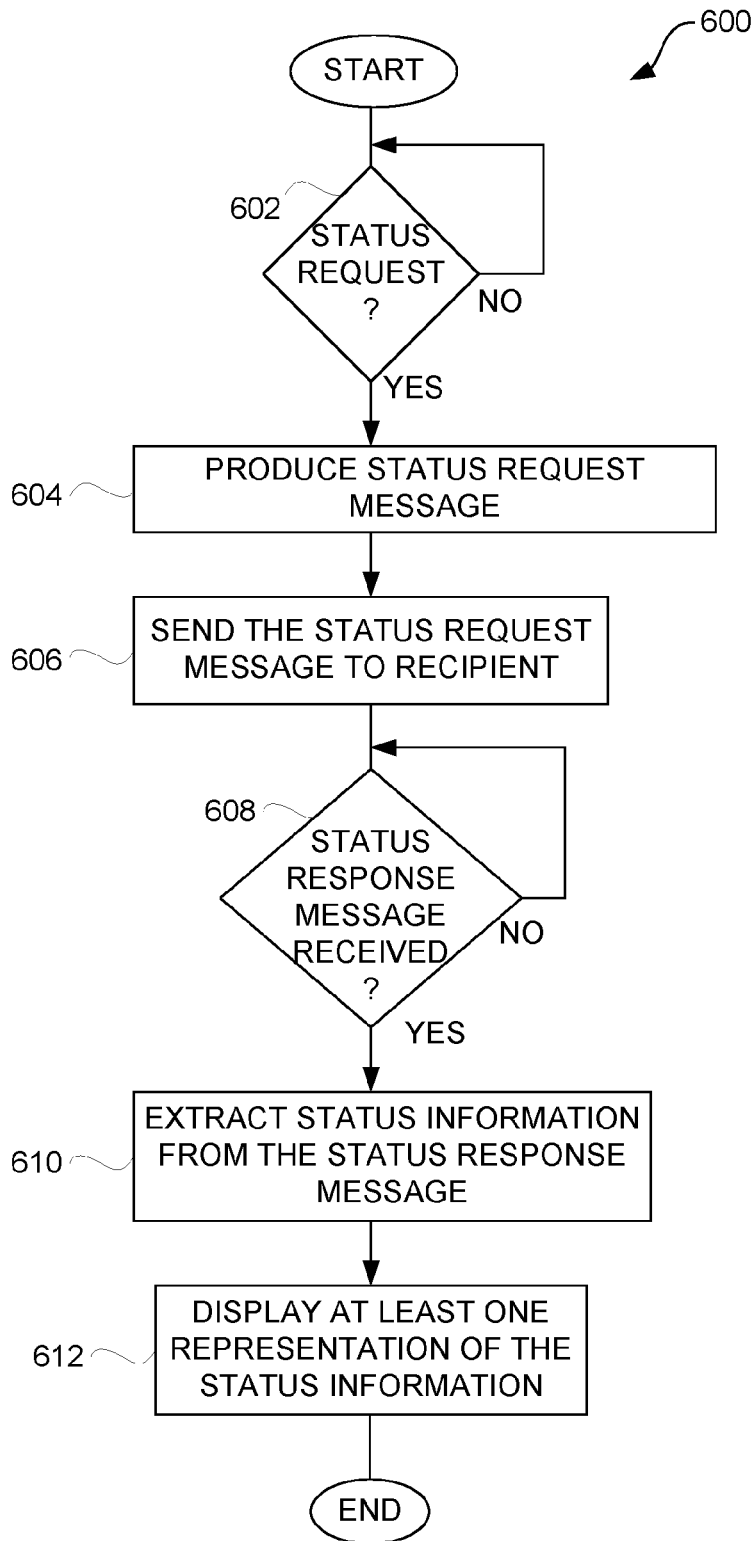 600
START
602
STATUS
REQUEST
?
NO
YES
604
PRODUCE STATUS REQUEST
MESSAGE
606
SEND THE STATUS REQUEST
MESSAGE TO RECIPIENT
608
STATUS
RESPONSE
MESSAGE
RECEIVED
?
NO
YES
610
EXTRACT STATUS INFORMATION
FROM THE STATUS RESPONSE
MESSAGE
612
DISPLAY AT LEAST ONE
REPRESENTATION OF THE
STATUS INFORMATION
END